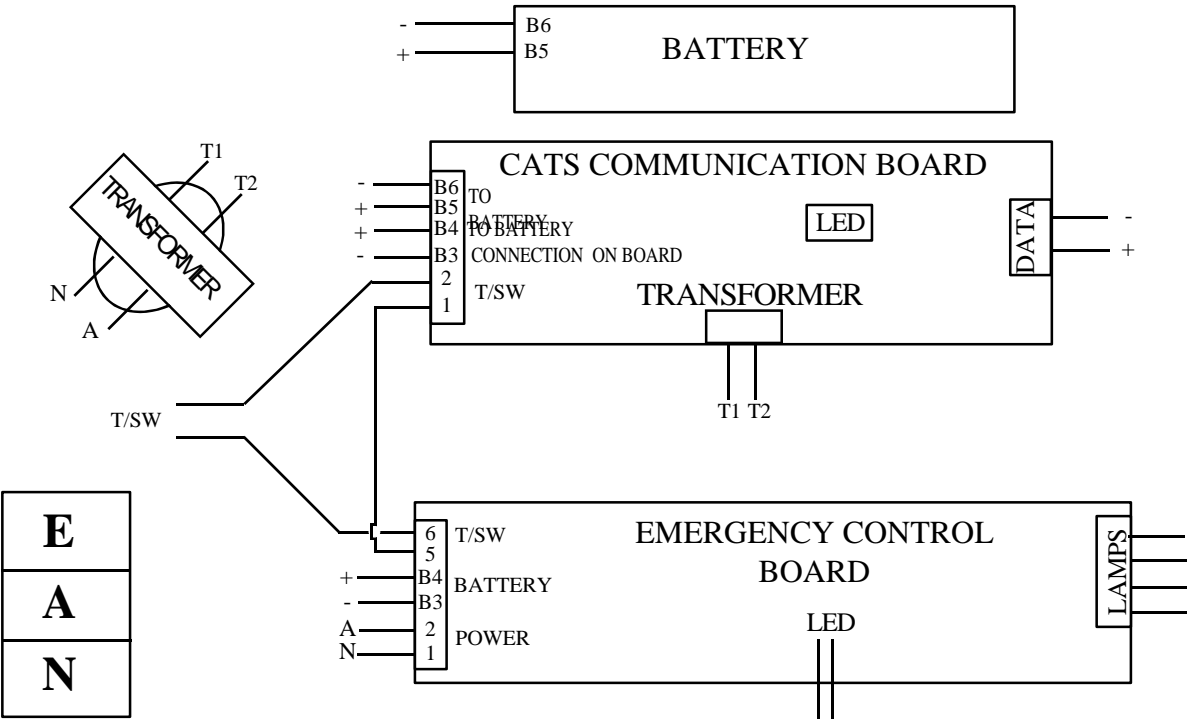 - B6
+ B5
BATTERY
T1
T2
TRANSFORMER
N
A
CATS COMMUNICATION BOARD
- B6 TO
+ B5 BATTERY
+ B4 TO BATTERY
- B3 CONNECTION ON BOARD
2
T/SW
1
LED
DATA
-
+
TRANSFORMER
T1 T2
T/SW
E
A
N
EMERGENCY CONTROL
BOARD
6 T/SW
5
+ B4 BATTERY
- B3
A 2 POWER
N 1
LED
LAMPS